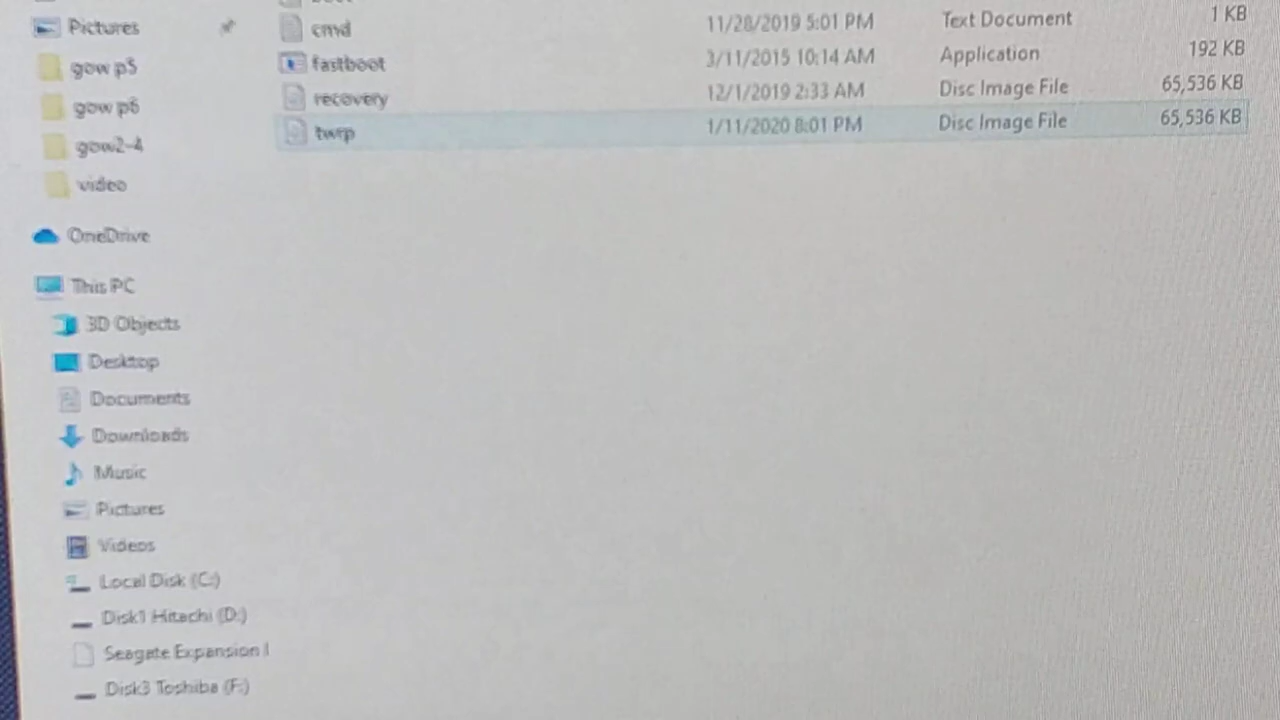 Pictures
cmd 11/28/2019 5:01 PM Text Document 1 KB
gow p5
fastboot 3/11/2015 10:14 AM Application 192 KB
gow p6
recovery 12/1/2019 2:33 AM Disc Image File 65,536 KB
gow2-4
twrp 1/11/2020 8:01 PM Disc Image File 65,536 KB
video
OneDrive
This PC
3D Objects
Desktop
Documents
Downloads
Music
Pictures
Videos
Local Disk (C:)
Disk1 Hitachi (D:)
Seagate Expansion
Disk3 Toshiba (F:)